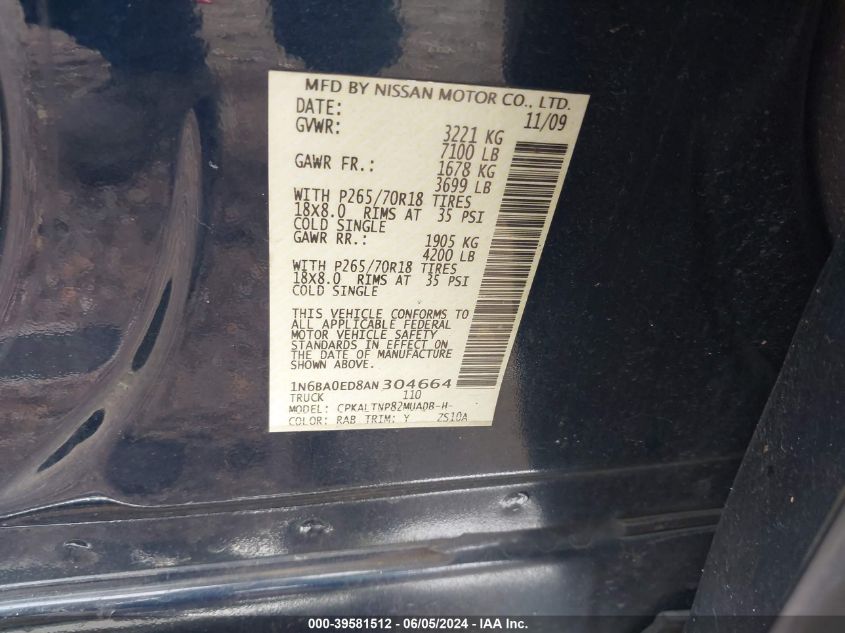 MFD BY NISSAN MOTOR CO., LTD.
DATE: 11/09
GVWR: 3221 KG
7100 LB
GAWR FR.: 1678 KG
3699 LB
WITH P265/70R18 TIRES
18X8.0 RIMS AT 35 PSI
COLD SINGLE
GAWR RR.: 1905 KG
4200 LB
WITH P265/70R18 TIRES
18X8.0 RIMS AT 35 PSI
COLD SINGLE
THIS VEHICLE CONFORMS TO
ALL APPLICABLE FEDERAL
MOTOR VEHICLE SAFETY
STANDARDS IN EFFECT ON
THE DATE OF MANUFACTURE
SHOWN ABOVE.
1N6BA0ED8AN304664
TRUCK 110
MODEL: CPKALTNP82MUADB-H-
COLOR: RAB TRIM: Y ZS10A
000-39581512 - 06/05/2024 - IAA Inc.